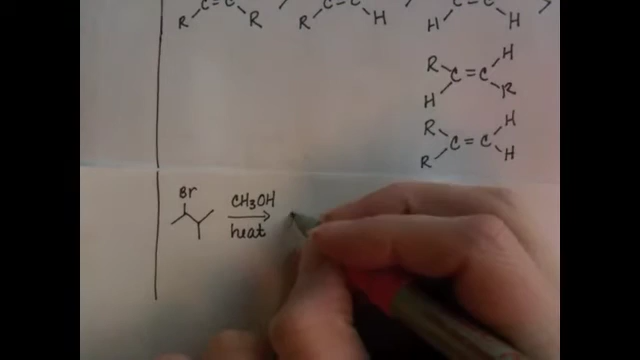 R C=C R R C=C H H C=C H >
R H
C=C
H R
R H
C=C
R H
Br
CH₃OH
heat